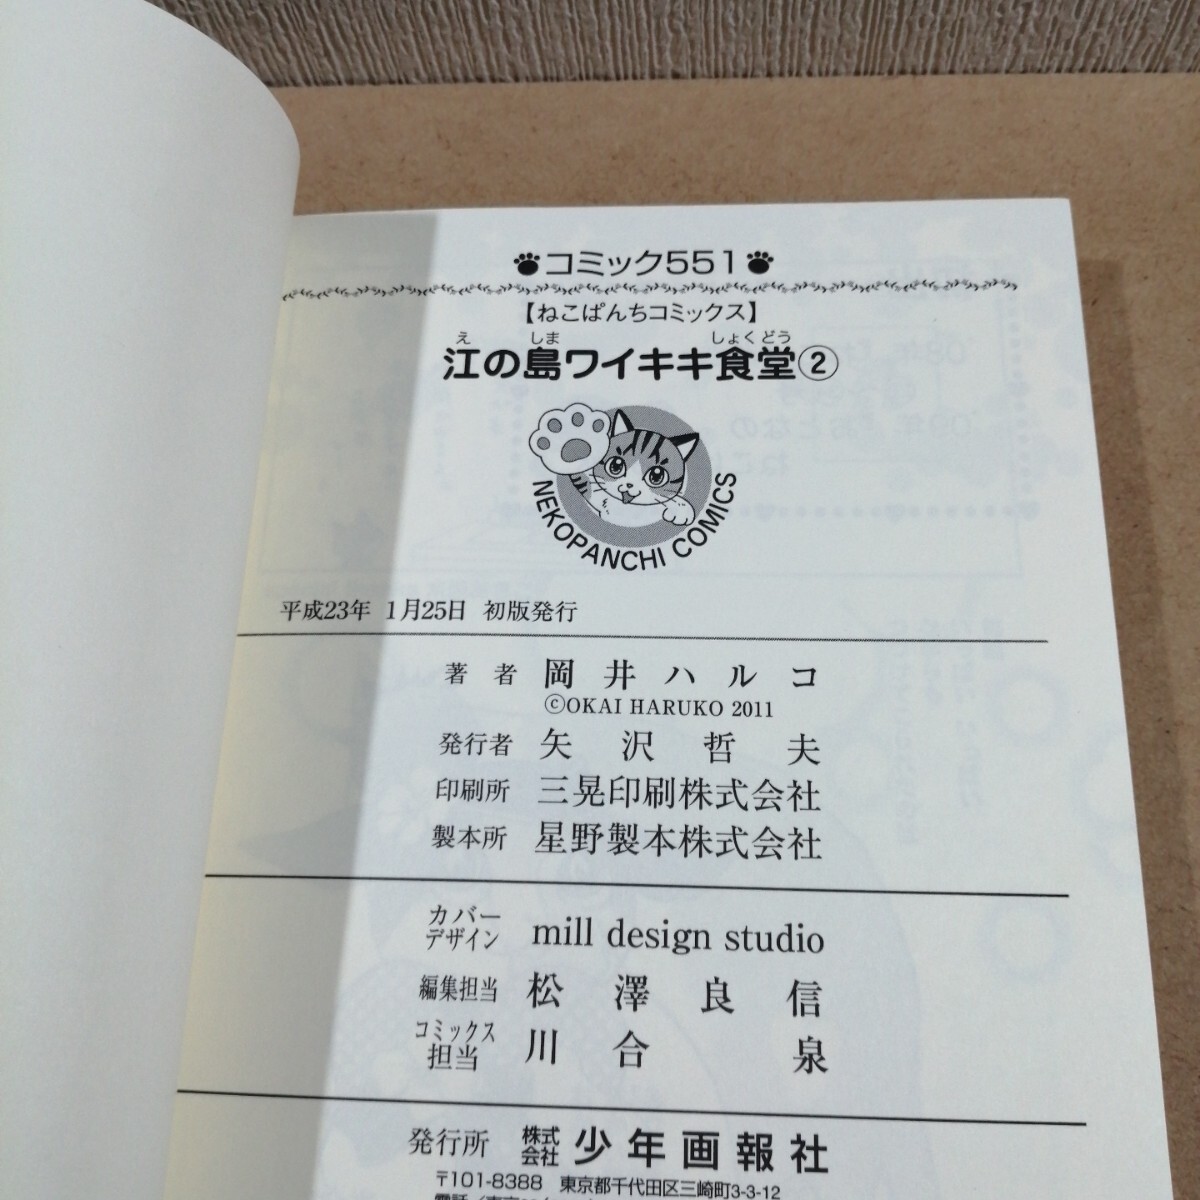 コミック551
【ねこぱんちコミックス】
え しま しょくどう
江の島ワイキキ食堂②
NEKOPANCHI COMICS
平成23年 1月25日 初版発行
著者 岡井ハルコ
©OKAI HARUKO 2011
発行者 矢沢哲夫
印刷所 三晃印刷株式会社
製本所 星野製本株式会社
カバーデザイン mill design studio
編集担当 松澤良信
コミックス担当 川合泉
発行所 株式会社 少年画報社
〒101-8388 東京都千代田区三崎町3-3-12